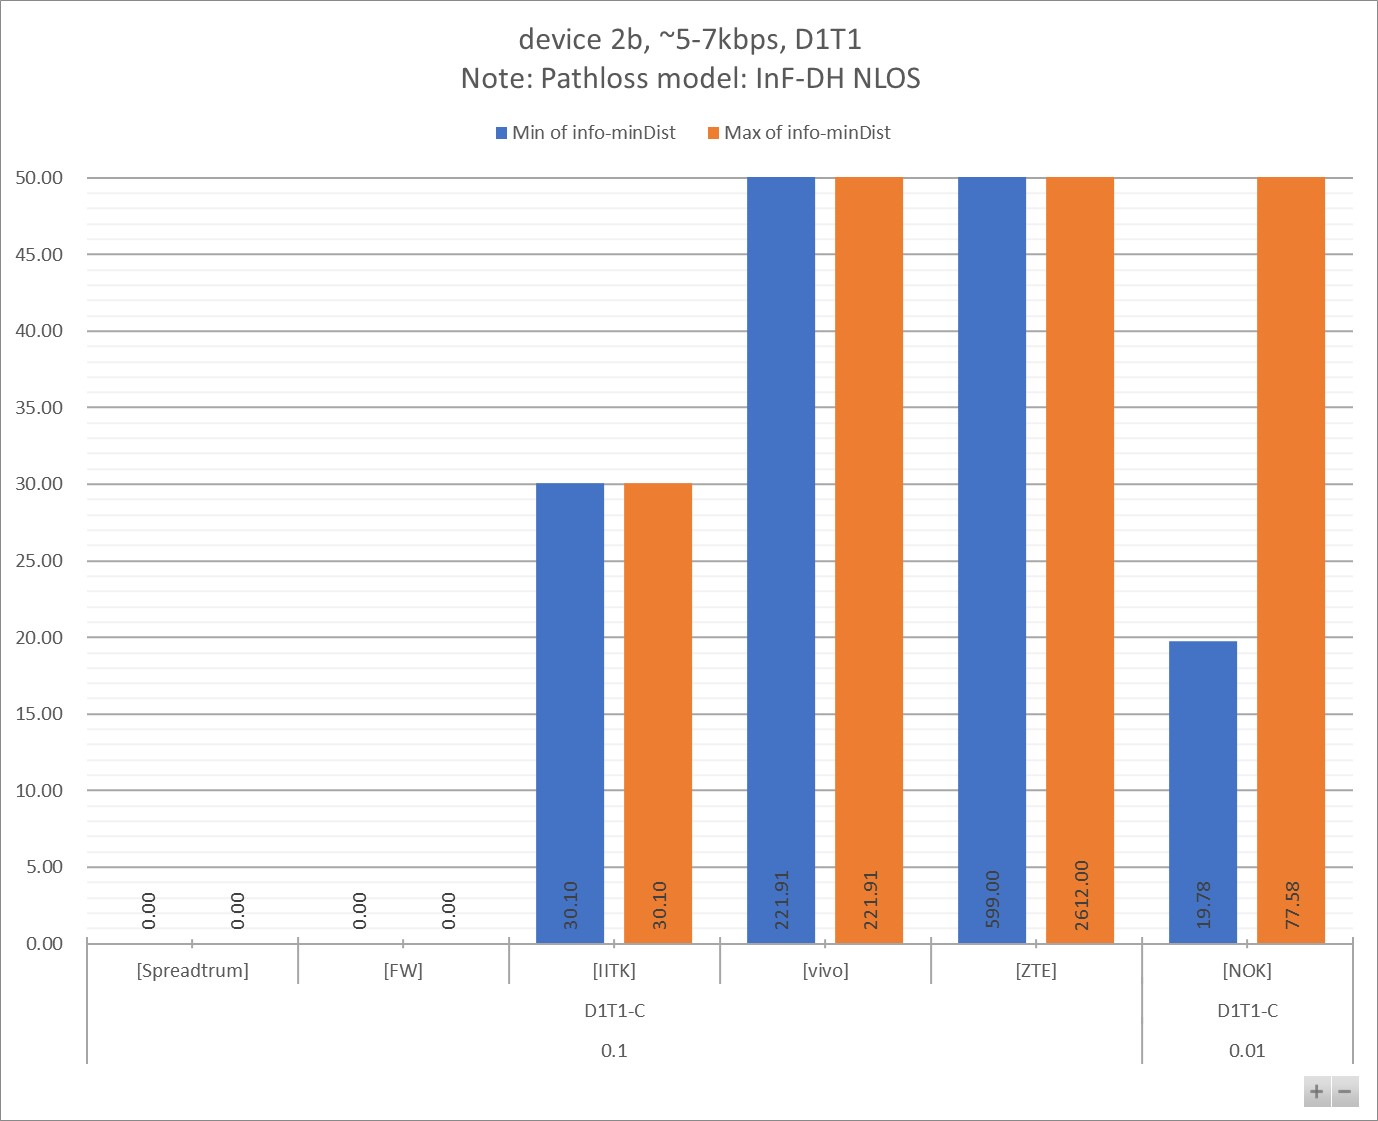 device 2b, ~5-7kbps, D1T1
Note: Pathloss model: InF-DH NLOS
Min of info-minDist Max of info-minDist
50.00
45.00
40.00
35.00
30.00
25.00
20.00
15.00
10.00
5.00
0.00
0.00 0.00 0.00 0.00 30.10 30.10 221.91 221.91 599.00 2612.00 19.78 77.58
[Spreadtrum] [FW] [IITK] [vivo] [ZTE] [NOK]
D1T1-C D1T1-C
0.1 0.01
+ −